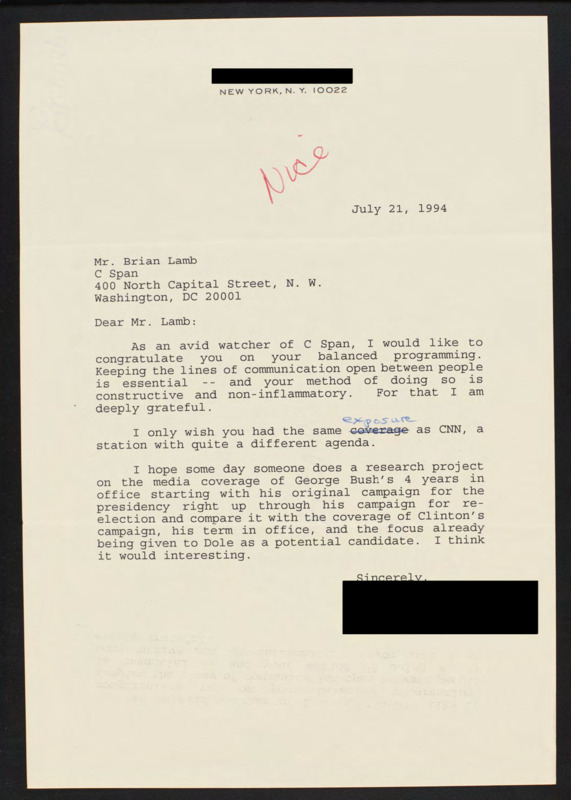 NEW YORK, N. Y. 10022
Nice
July 21, 1994
Mr. Brian Lamb
C Span
400 North Capital Street, N. W.
Washington, DC 20001
Dear Mr. Lamb:
As an avid watcher of C Span, I would like to
congratulate you on your balanced programming.
Keeping the lines of communication open between people
is essential -- and your method of doing so is
constructive and non-inflammatory. For that I am
deeply grateful.
exposure
I only wish you had the same coverage as CNN, a
station with quite a different agenda.
I hope some day someone does a research project
on the media coverage of George Bush's 4 years in
office starting with his original campaign for the
presidency right up through his campaign for re-
election and compare it with the coverage of Clinton's
campaign, his term in office, and the focus already
being given to Dole as a potential candidate. I think
it would interesting.
Sincerely,